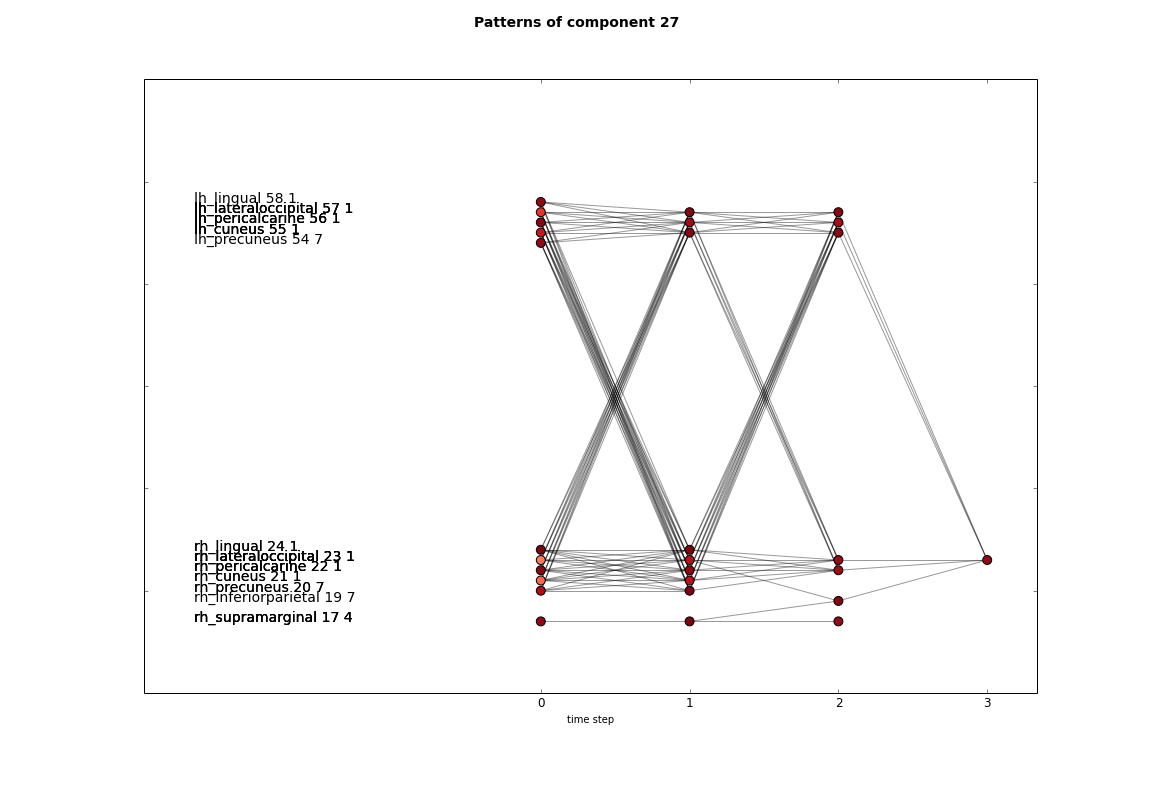 Patterns of component 27
lh_lingual 58 1
lh_lateraloccipital 57 1
lh_pericalcarine 56 1
lh_cuneus 55 1
lh_precuneus 54 7
rh_lingual 24 1
rh_lateraloccipital 23 1
rh_pericalcarine 22 1
rh_cuneus 21 1
rh_precuneus 20 7
rh_inferiorparietal 19 7
rh_supramarginal 17 4
0 1 2 3
time step